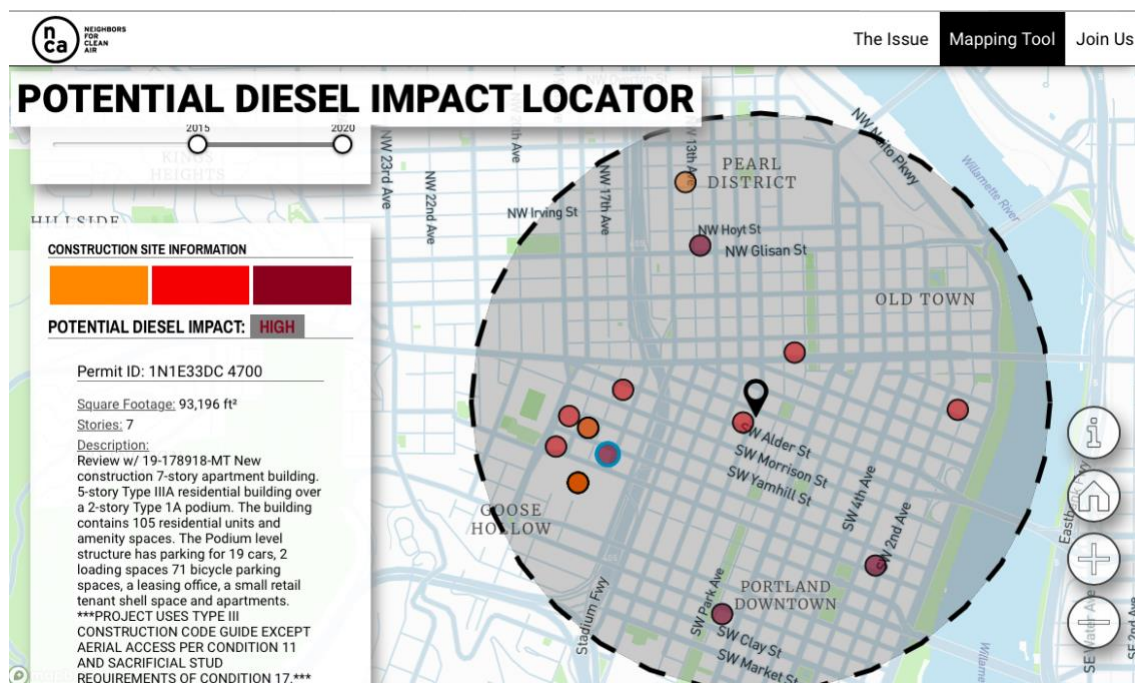 nca
NEIGHBORS
FOR
CLEAN
AIR
The Issue
Mapping Tool
Join Us
POTENTIAL DIESEL IMPACT LOCATOR
2015
2020
KINGS
HEIGHTS
HILLSIDE
CONSTRUCTION SITE INFORMATION
POTENTIAL DIESEL IMPACT: HIGH
Permit ID: 1N1E33DC 4700
Square Footage: 93,196 ft²
Stories: 7
Description:
Review w/ 19-178918-MT New
construction 7-story apartment building.
5-story Type IIIA residential building over
a 2-story Type 1A podium. The building
contains 105 residential units and
amenity spaces. The Podium level
structure has parking for 19 cars, 2
loading spaces 71 bicycle parking
spaces, a leasing office, a small retail
tenant shell space and apartments.
***PROJECT USES TYPE III
CONSTRUCTION CODE GUIDE EXCEPT
AERIAL ACCESS PER CONDITION 11
AND SACRIFICIAL STUD
REQUIREMENTS OF CONDITION 17.***
NW 23rd Ave
NW 22nd Ave
NW Irving St
NW 17th Ave
NW 13th Ave
PEARL
DISTRICT
NW Naito Pkwy
Willamette River
NW Hoyt St
NW Glisan St
OLD TOWN
SW Alder St
SW Morrison St
SW Yamhill St
SW 4th Ave
SW 2nd Ave
GOOSE
HOLLOW
Stadium Fwy
SW Park Ave
PORTLAND
DOWNTOWN
SW Clay St
SW Market St
SE 2nd Ave